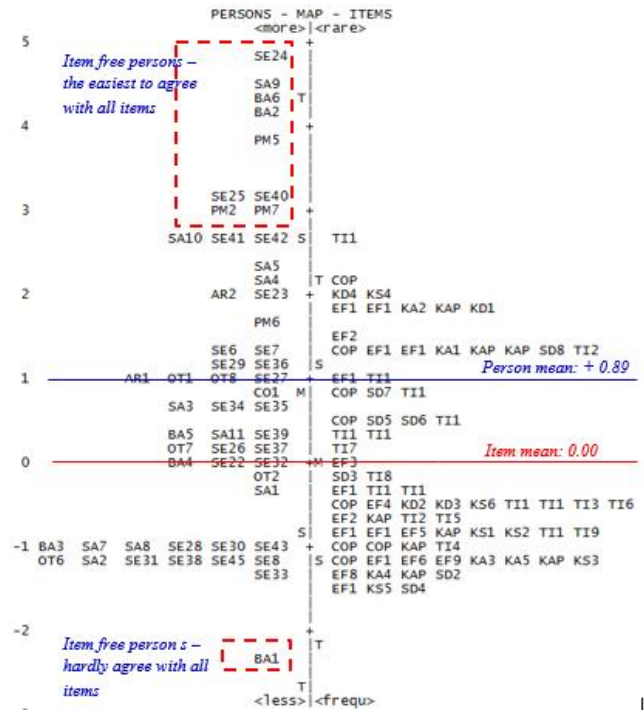 PERSONS - MAP - ITEMS
<more>|<rare>
5 +
Item free persons – SE24
the easiest to agree
with all items SA9
BA6 T
BA2
4 +
PM5
SE25 SE40
3 PM2 PM7 +
SA10 SE41 SE42 S TI1
SA5
SA4 T COP
2 AR2 SE23 + KD4 KS4
EF1 EF1 KA2 KAP KD1
PM6
EF2
SE6 SE7 COP EF1 EF1 KA1 KAP KAP SD8 TI2
SE29 SE36 S
Person mean: + 0.89
1 AR1 OT1 OT8 SE27 + EF1 TI1
CO1 M COP SD7 TI1
SA3 SE34 SE35
COP SD5 SD6 TI1
BA5 SA11 SE39 TI1 TI1
OT7 SE26 SE37 TI7
Item mean: 0.00
0 BA4 SE22 SE32 +M EF3
OT2 SD3 TI8
SA1 EF1 TI1 TI1
COP EF4 KD2 KD3 KS6 TI1 TI1 TI3 TI6
EF2 KAP TI2 TI5
S EF1 EF1 EF5 KAP KS1 KS2 TI1 TI9
-1 BA3 SA7 SA8 SE28 SE30 SE43 + COP COP KAP TI4
OT6 SA2 SE31 SE38 SE45 SE8 S COP EF1 EF6 EF9 KA3 KA5 KAP KS3
SE33 EF8 KA4 KAP SD2
EF1 KS5 SD4
-2 +
Item free person s – T
hardly agree with all BA1
items
T
<less>|<frequ>